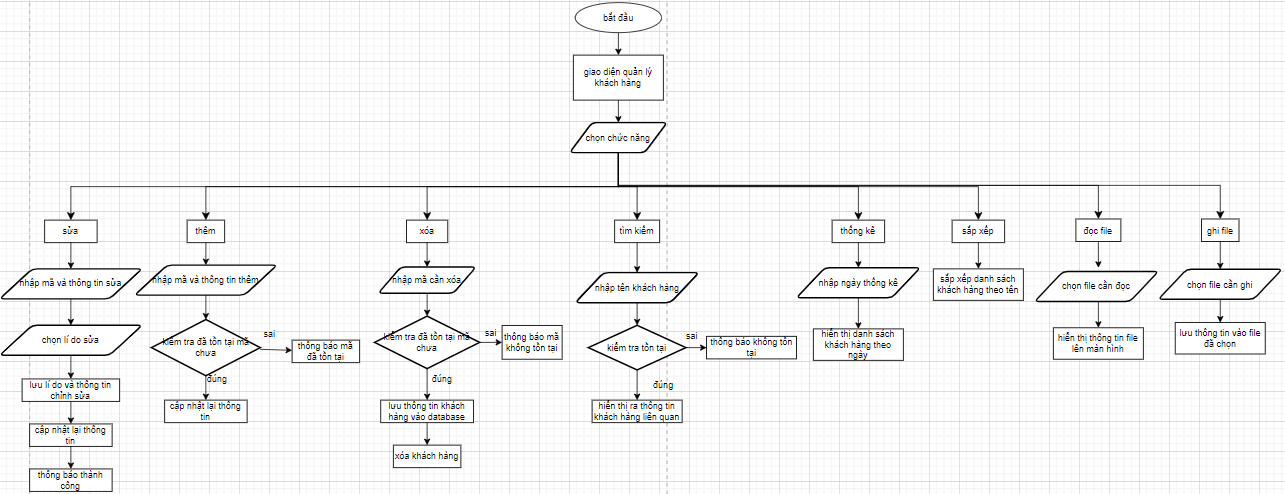 bắt đầu
giao diện quản lý
khách hàng
chọn chức năng
sửa
thêm
xóa
tìm kiếm
thống kê
sắp xếp
đọc file
ghi file
nhập mã và thông tin sửa
chọn lí do sửa
lưu lí do và thông tin
chỉnh sửa
cập nhật lại thông
tin
thông báo thành
công
nhập mã và thông tin thêm
kiểm tra đã tồn tại mã
chưa
sai
thông báo mã
đã tồn tại
đúng
cập nhật lại thông
tin
nhập mã cần xóa
kiểm tra đã tồn tại mã
chưa
sai
thông báo mã
không tồn tại
đúng
lưu thông tin khách
hàng vào database
xóa khách hàng
nhập tên khách hàng
kiểm tra tồn tại
sai
thông báo không tồn
tại
đúng
hiển thị ra thông tin
khách hàng liên quan
nhập ngày thống kê
hiển thị danh sách
khách hàng theo
ngày
sắp xếp danh sách
khách hàng theo tên
chọn file cần đọc
hiển thị thông tin file
lên màn hình
chọn file cần ghi
lưu thông tin vào file
đã chọn